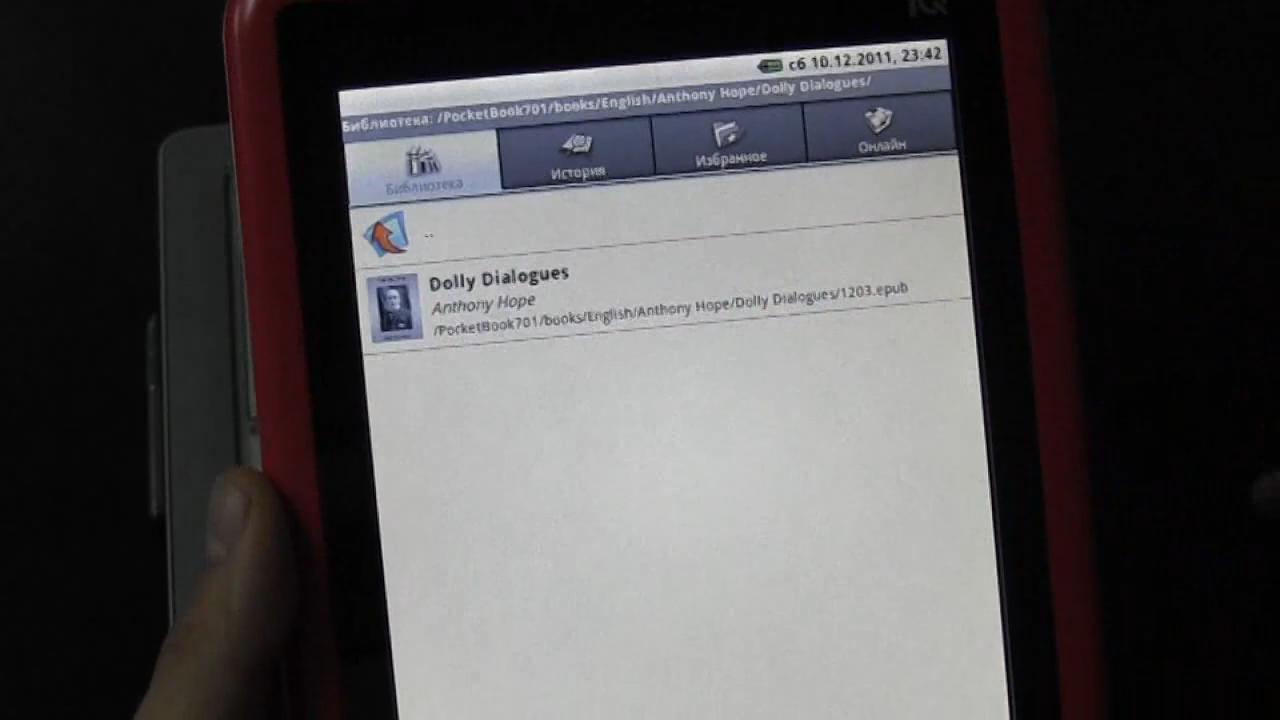 IQ
сб 10.12.2011, 23:42
Библиотека: /PocketBook701/books/English/Anthony Hope/Dolly Dialogues/
Библиотека
История
Избранное
Онлайн
..
Dolly Dialogues
Anthony Hope
/PocketBook701/books/English/Anthony Hope/Dolly Dialogues/1203.epub